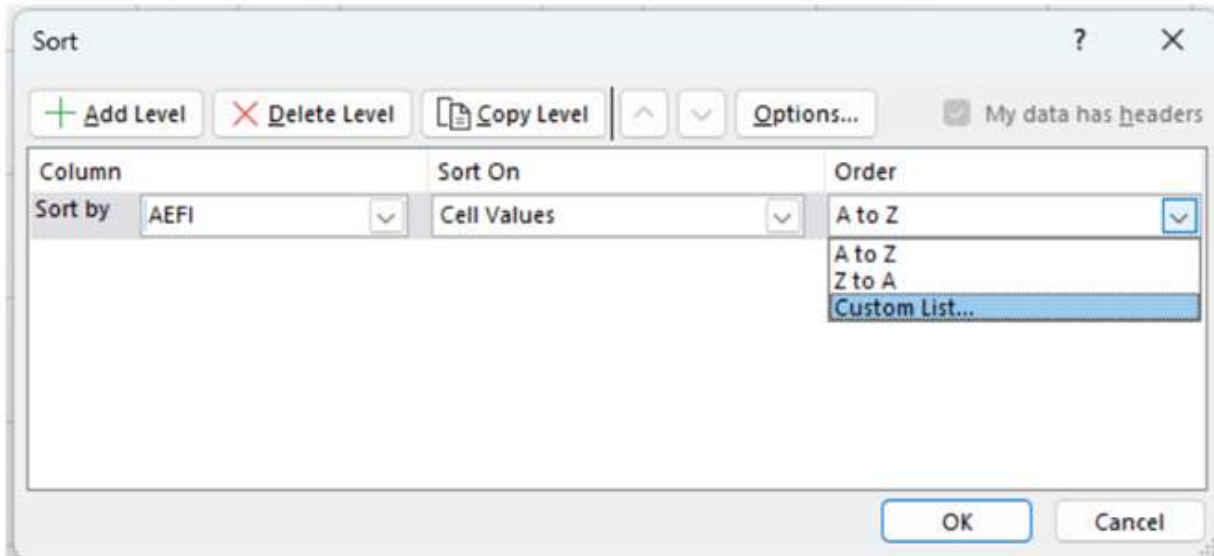 Sort ?
Add Level Delete Level Copy Level Options... My data has headers
Column Sort On Order
Sort by AEFI Cell Values A to Z
A to Z
Z to A
Custom List...
OK Cancel